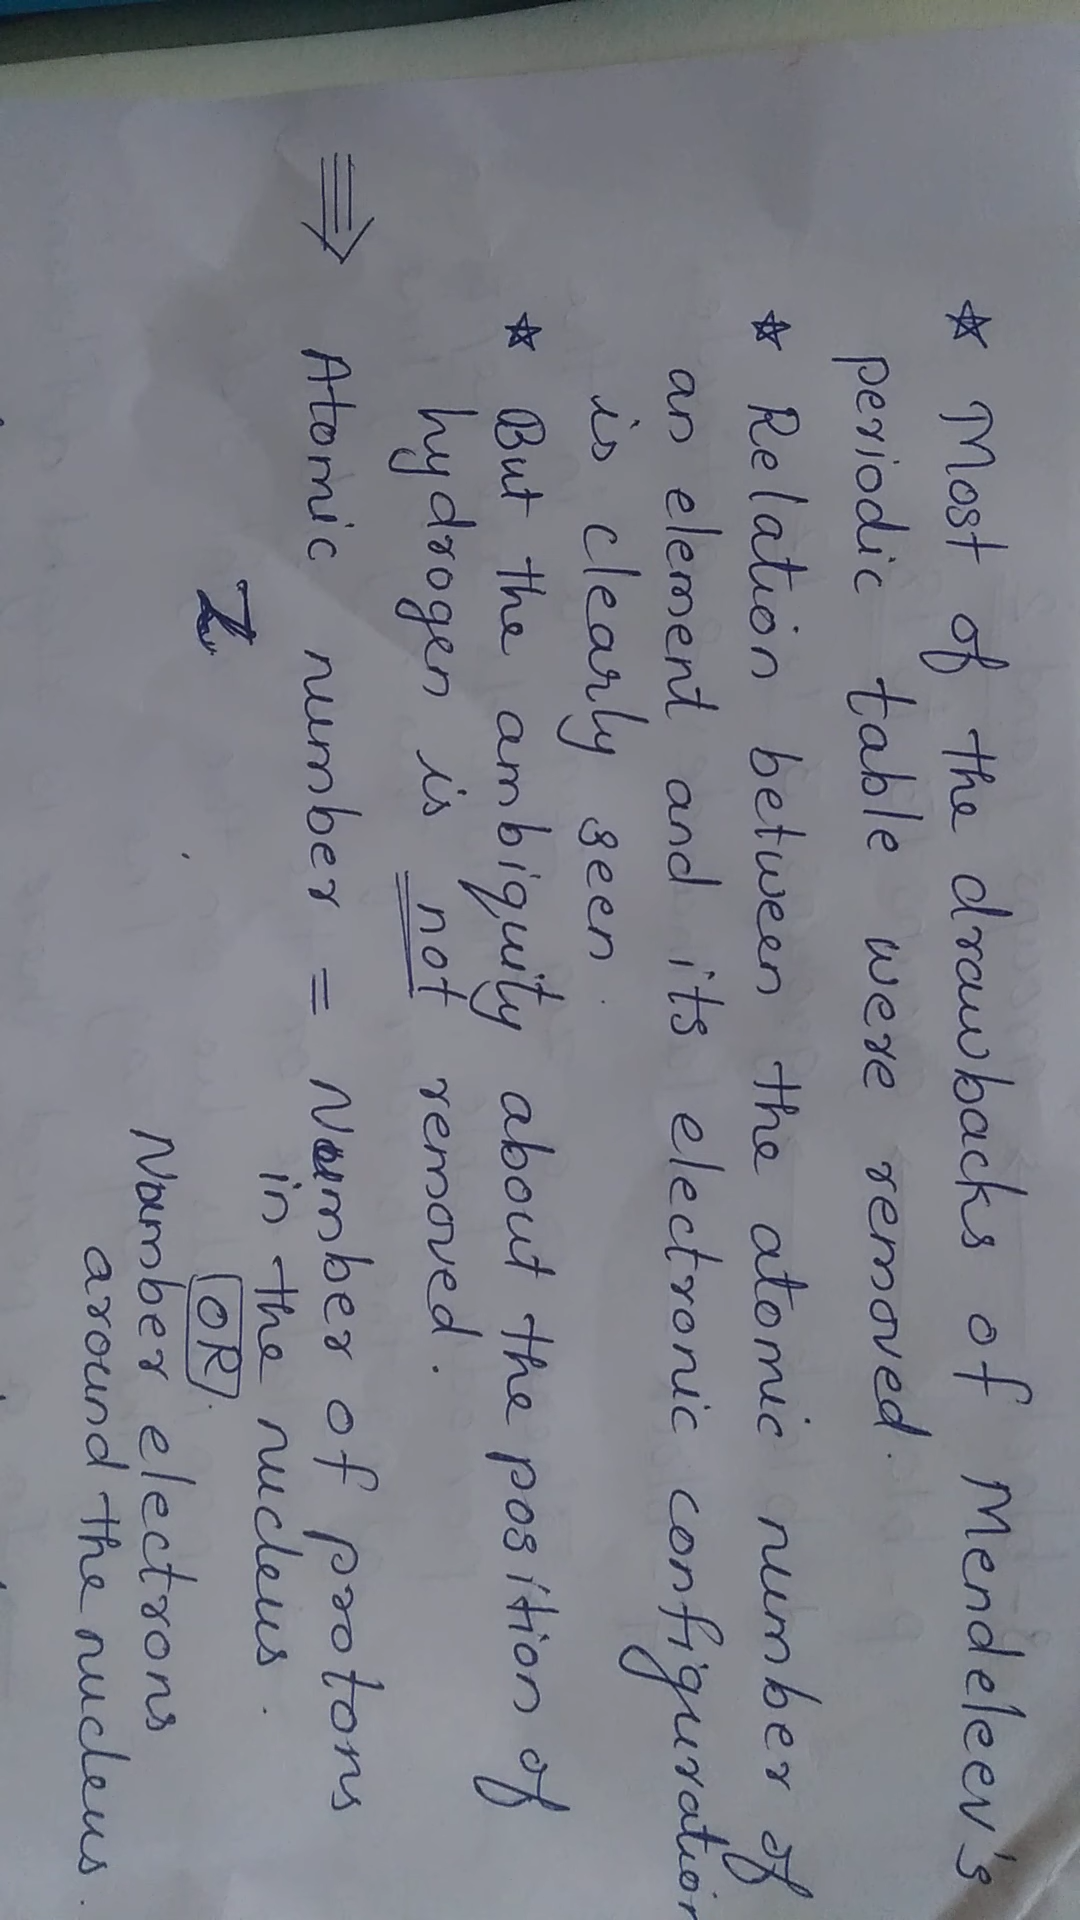 ☆ Most of the drawbacks of Mendeleev's
periodic table were removed.
☆ Relation between the atomic number of
an element and its electronic configuration
is clearly seen.
☆ But the ambiquity about the position of
hydrogen is not removed.
⇒ Atomic number = Number of protons
in the nucleus.
Z
OR
Number electrons
around the nucleus.